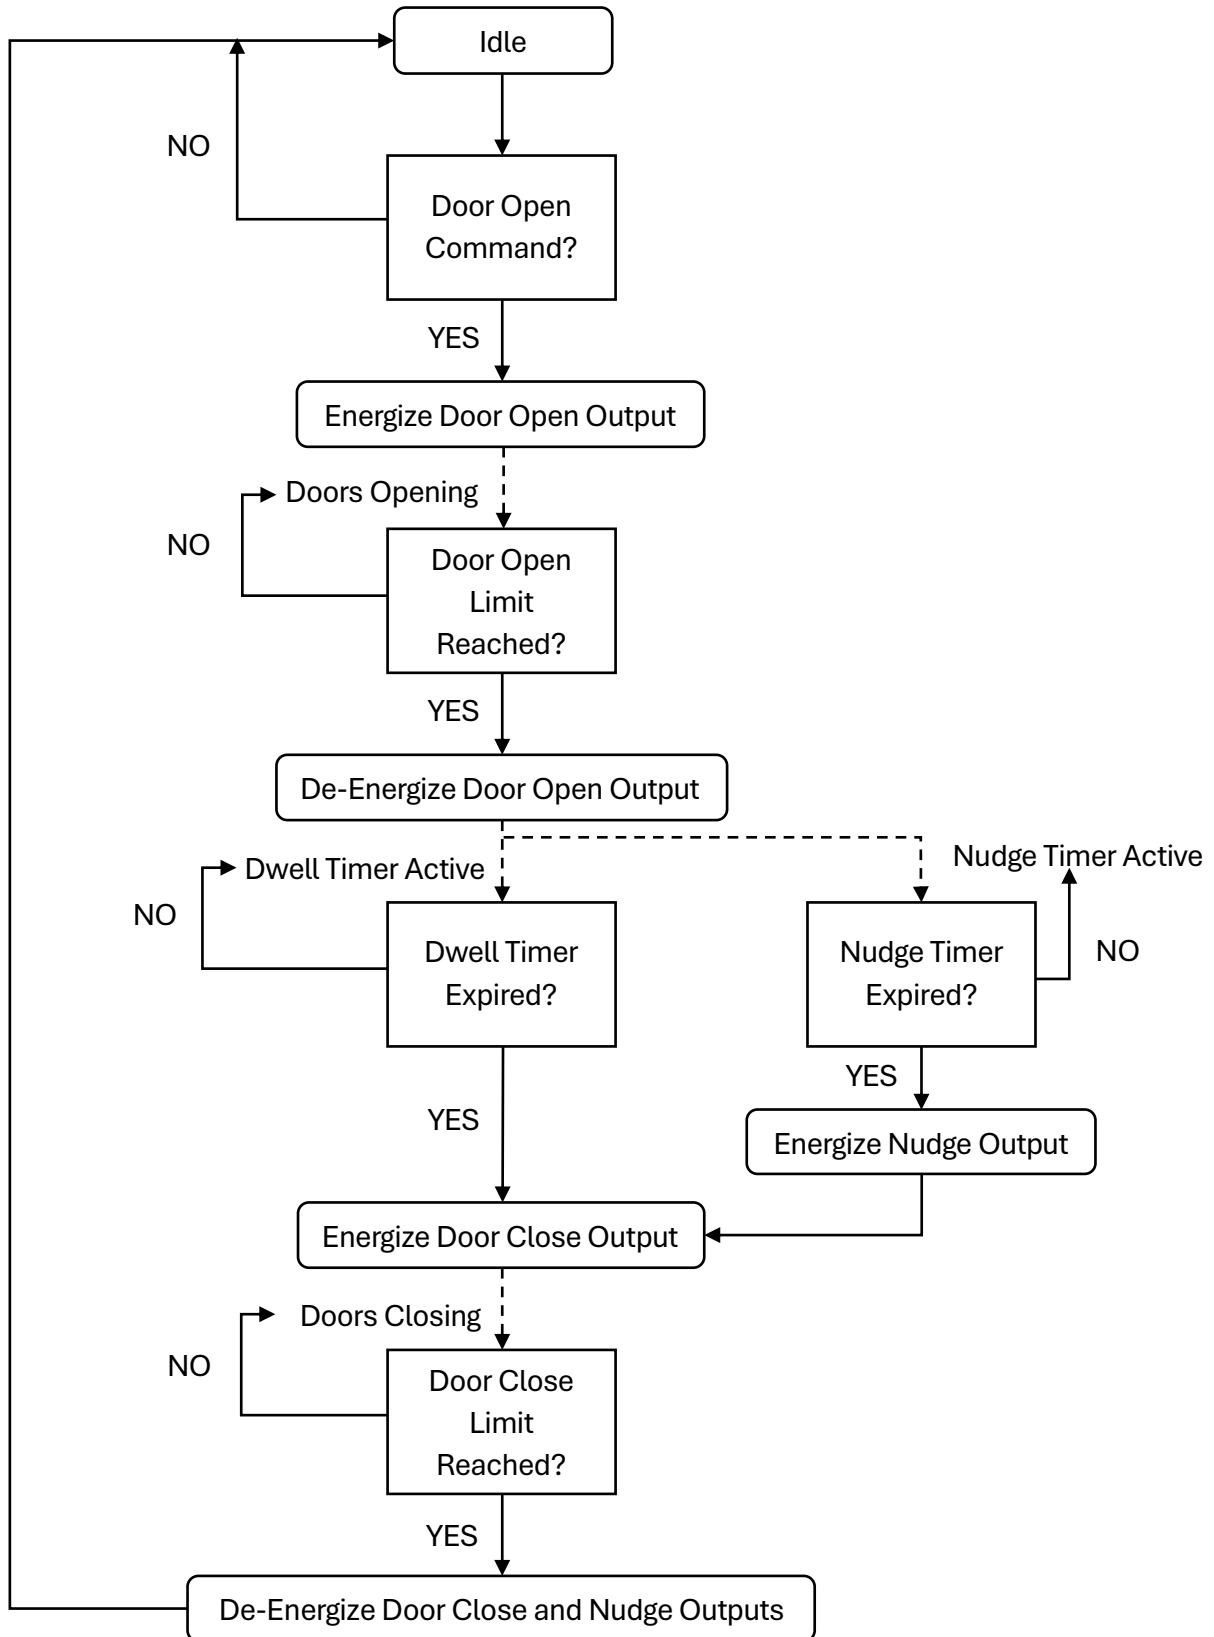 Idle
NO
Door Open
Command?
YES
Energize Door Open Output
Doors Opening
NO
Door Open
Limit
Reached?
YES
De-Energize Door Open Output
Dwell Timer Active
Nudge Timer Active
NO
Dwell Timer
Expired?
Nudge Timer
Expired?
NO
YES
YES
Energize Nudge Output
Energize Door Close Output
Doors Closing
NO
Door Close
Limit
Reached?
YES
De-Energize Door Close and Nudge Outputs